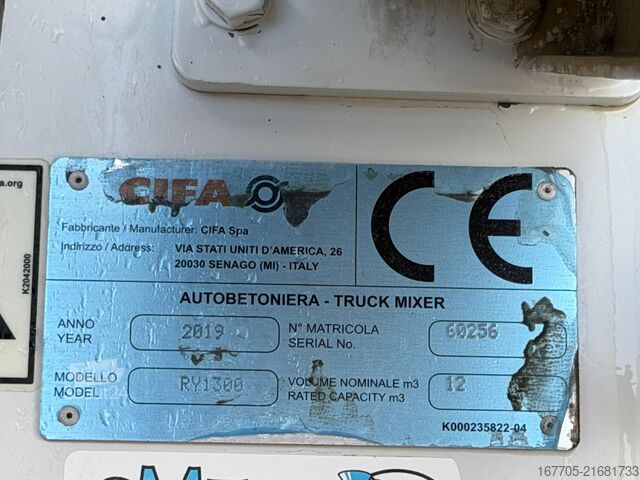 a.org
K2042000
CIFA
CE
Fabbricante / Manufacturer: CIFA Spa
Indirizzo / Address: VIA STATI UNITI D'AMERICA, 26
20030 SENAGO (MI) - ITALY
AUTOBETONIERA - TRUCK MIXER
ANNO
YEAR
2019
N° MATRICOLA
SERIAL No.
60256
MODELLO
MODEL
RY1300
VOLUME NOMINALE m3
RATED CAPACITY m3
12
K000235822-04
167705-21681733